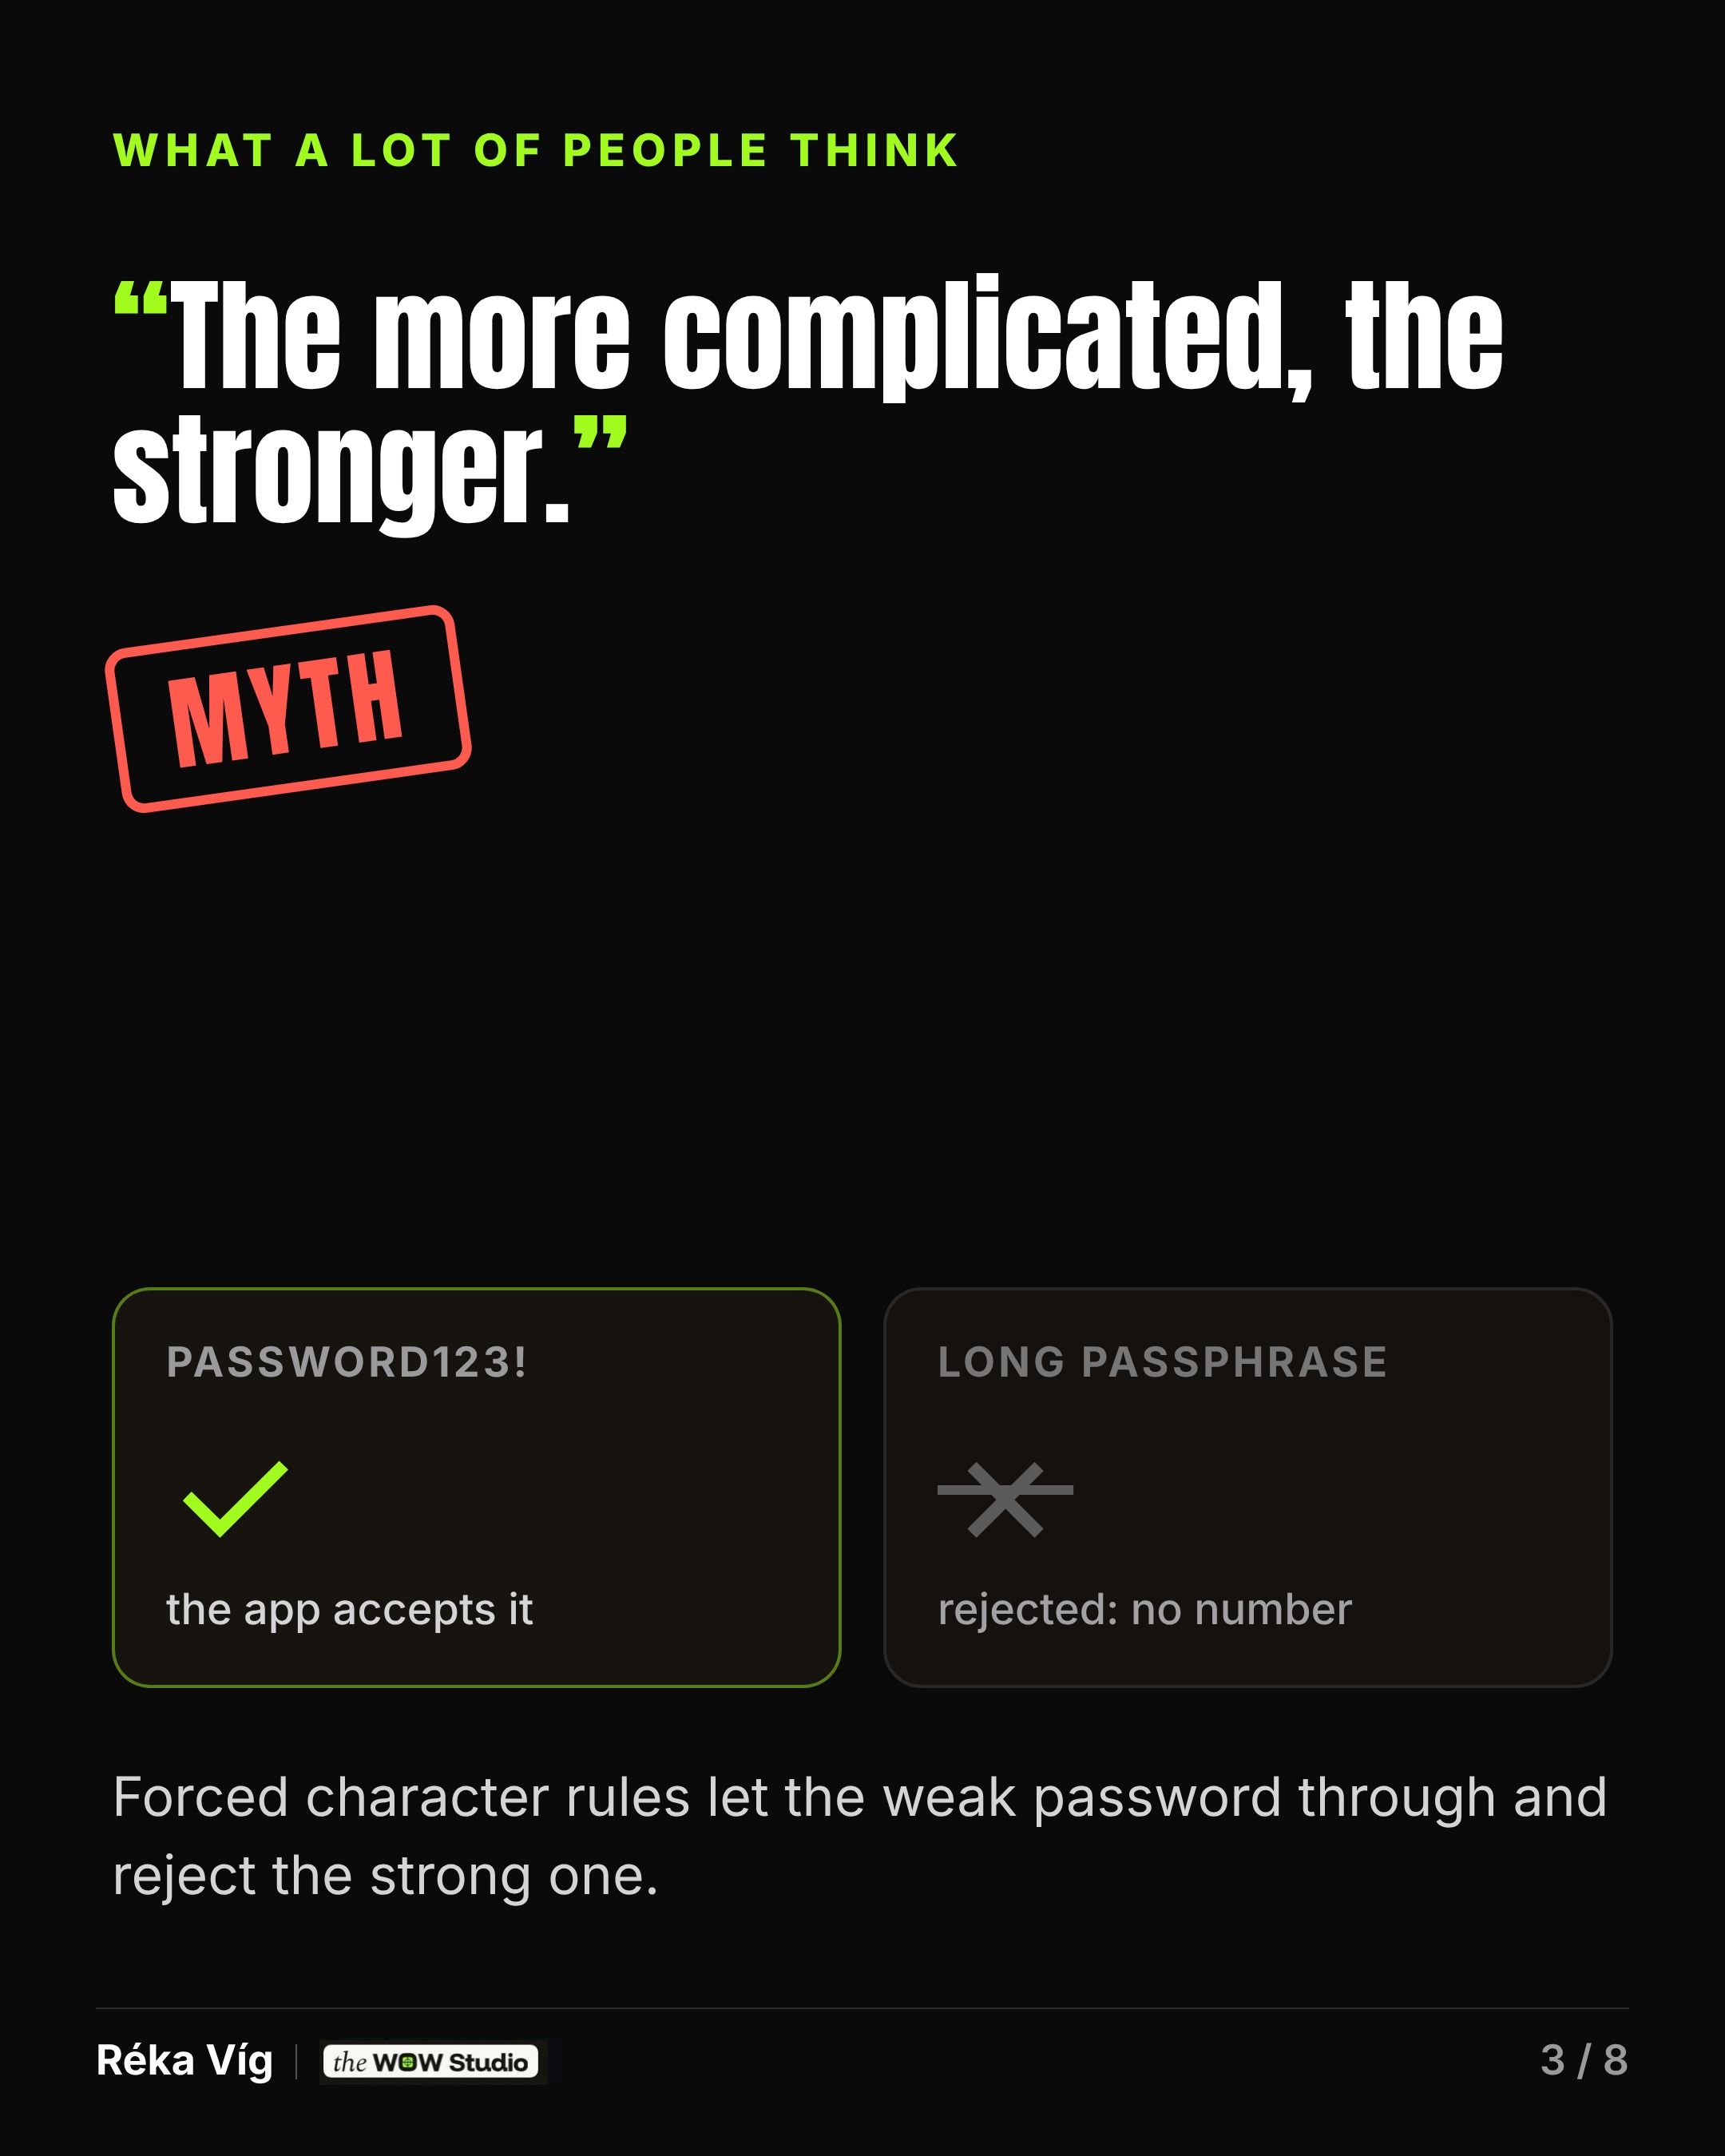 WHAT A LOT OF PEOPLE THINK
“The more complicated, the
stronger.”
MYTH
PASSWORD123!
the app accepts it
LONG PASSPHRASE
rejected: no number
Forced character rules let the weak password through and
reject the strong one.
Réka Víg
the WOW Studio
3 / 8